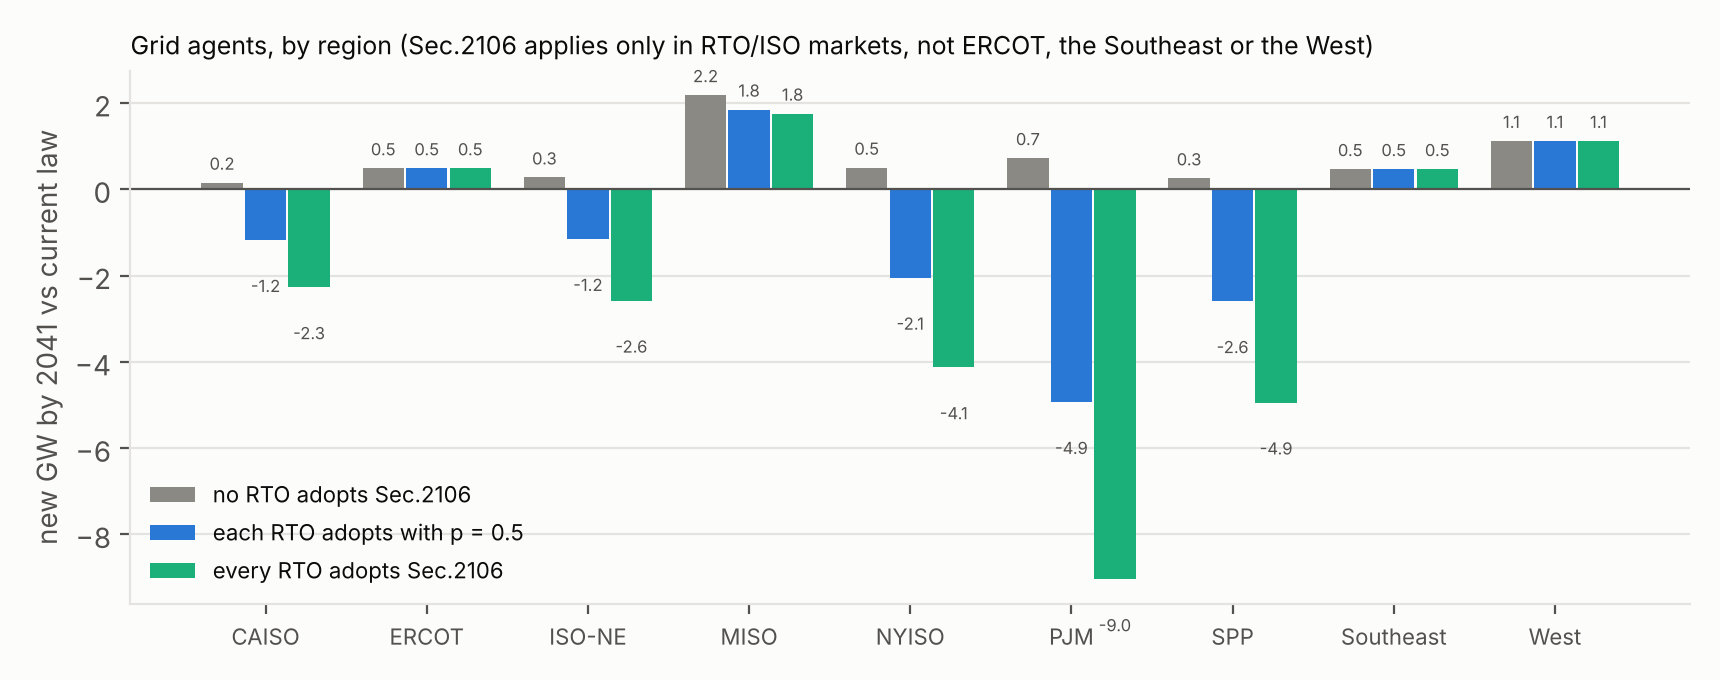 Grid agents, by region (Sec.2106 applies only in RTO/ISO markets, not ERCOT, the Southeast or the West)
new GW by 2041 vs current law
2
0
−2
−4
−6
−8
0.2
-1.2
-2.3
0.5 0.5 0.5
0.3
-1.2
-2.6
2.2
1.8
1.8
0.5
-2.1
-4.1
0.7
-4.9
-9.0
0.3
-2.6
-4.9
0.5 0.5 0.5
1.1 1.1 1.1
no RTO adopts Sec.2106
each RTO adopts with p = 0.5
every RTO adopts Sec.2106
CAISO ERCOT ISO-NE MISO NYISO PJM SPP Southeast West